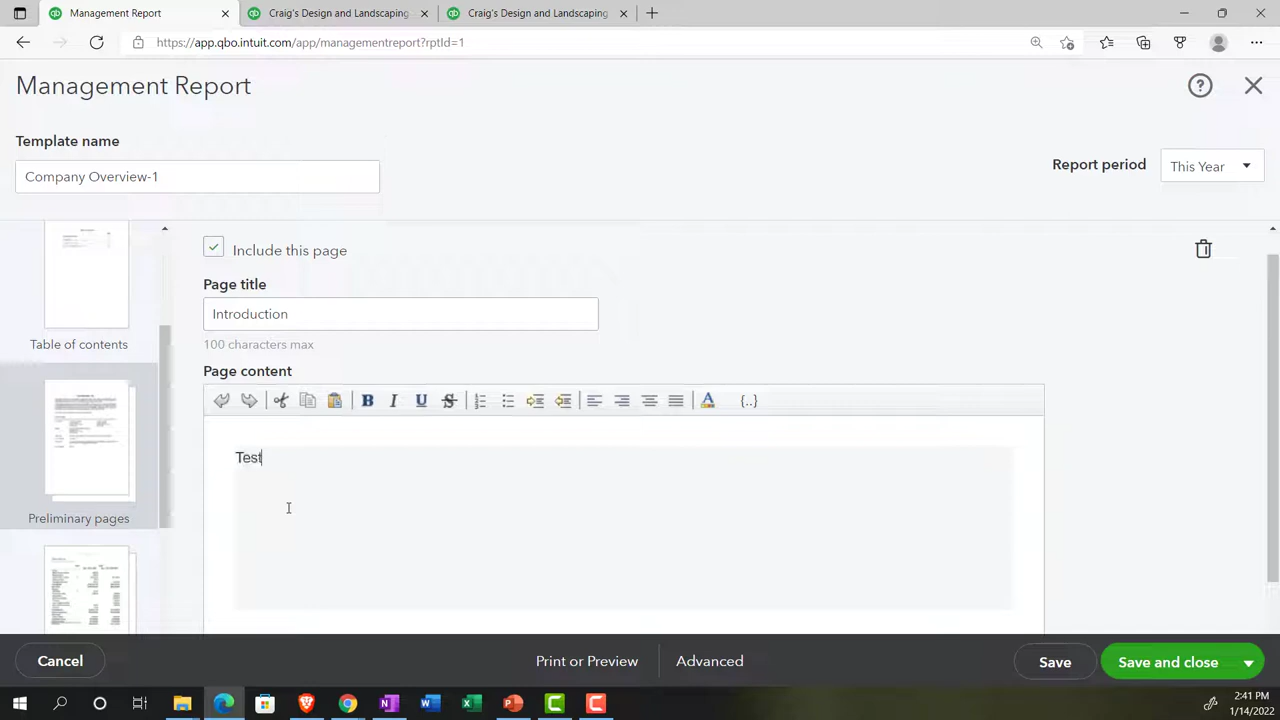 Management Report
Craig's Design and Landscaping
Craig's Design and Landscaping
https://app.qbo.intuit.com/app/managementreport?rptId=1
Management Report
Template name
Company Overview-1
Report period
This Year
Include this page
Page title
Introduction
100 characters max
Page content
B I U S
{..}
Test
Table of contents
Preliminary pages
Cancel
Print or Preview
Advanced
Save
Save and close
2:41 PM
1/14/2022